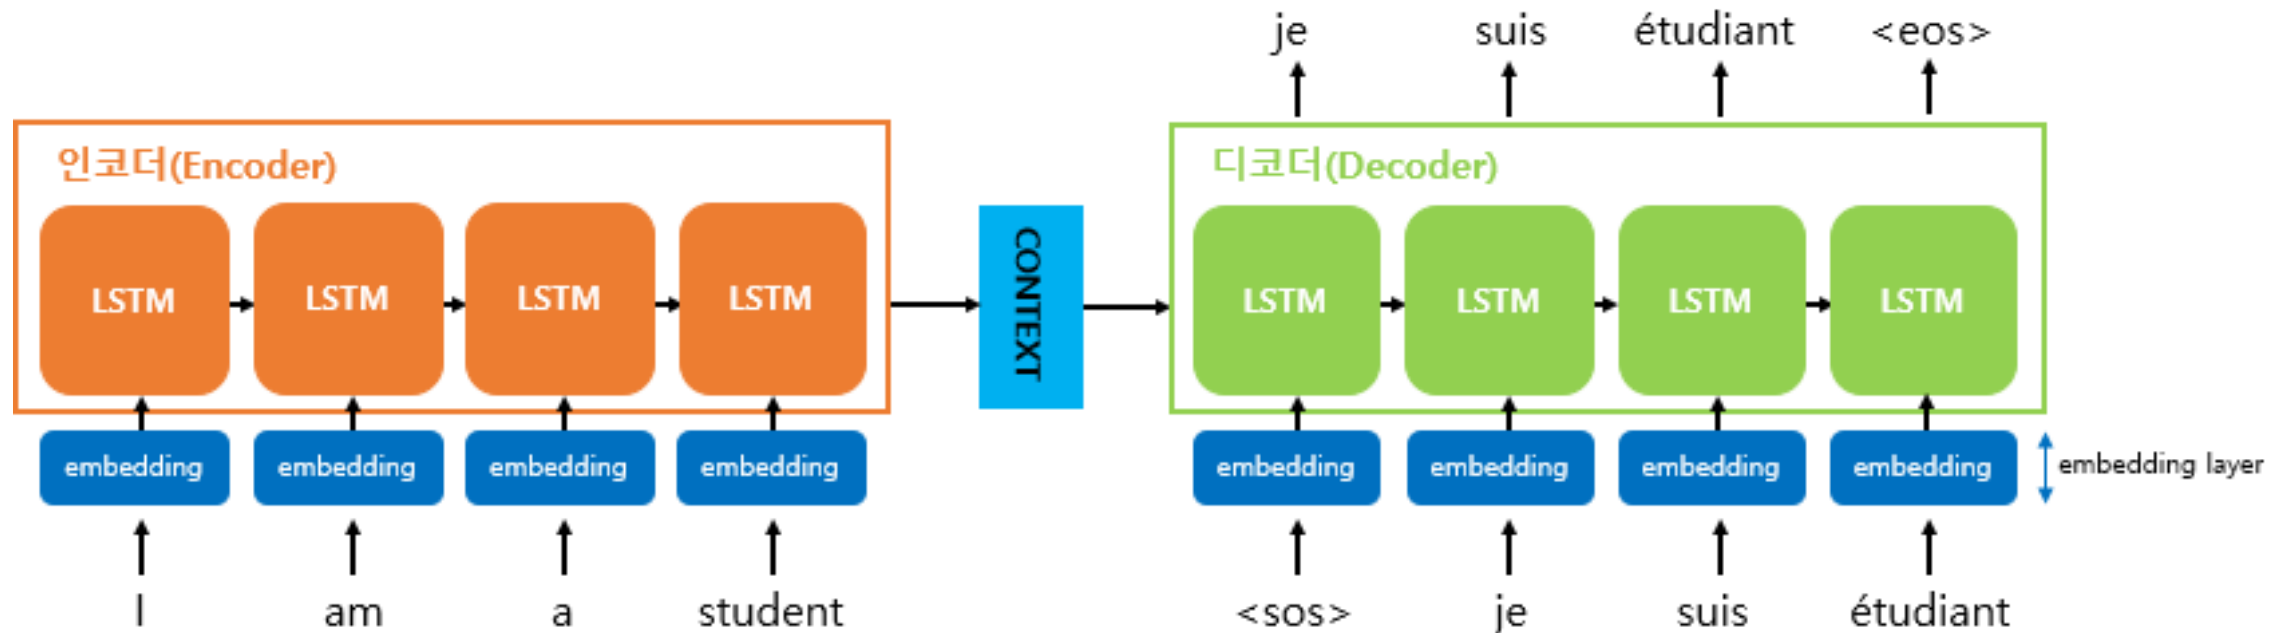 je suis étudiant <eos>
인코더(Encoder)
디코더(Decoder)
LSTM LSTM LSTM LSTM
CONTEXT
LSTM LSTM LSTM LSTM
embedding embedding embedding embedding
embedding embedding embedding embedding
embedding layer
I am a student
<sos> je suis étudiant